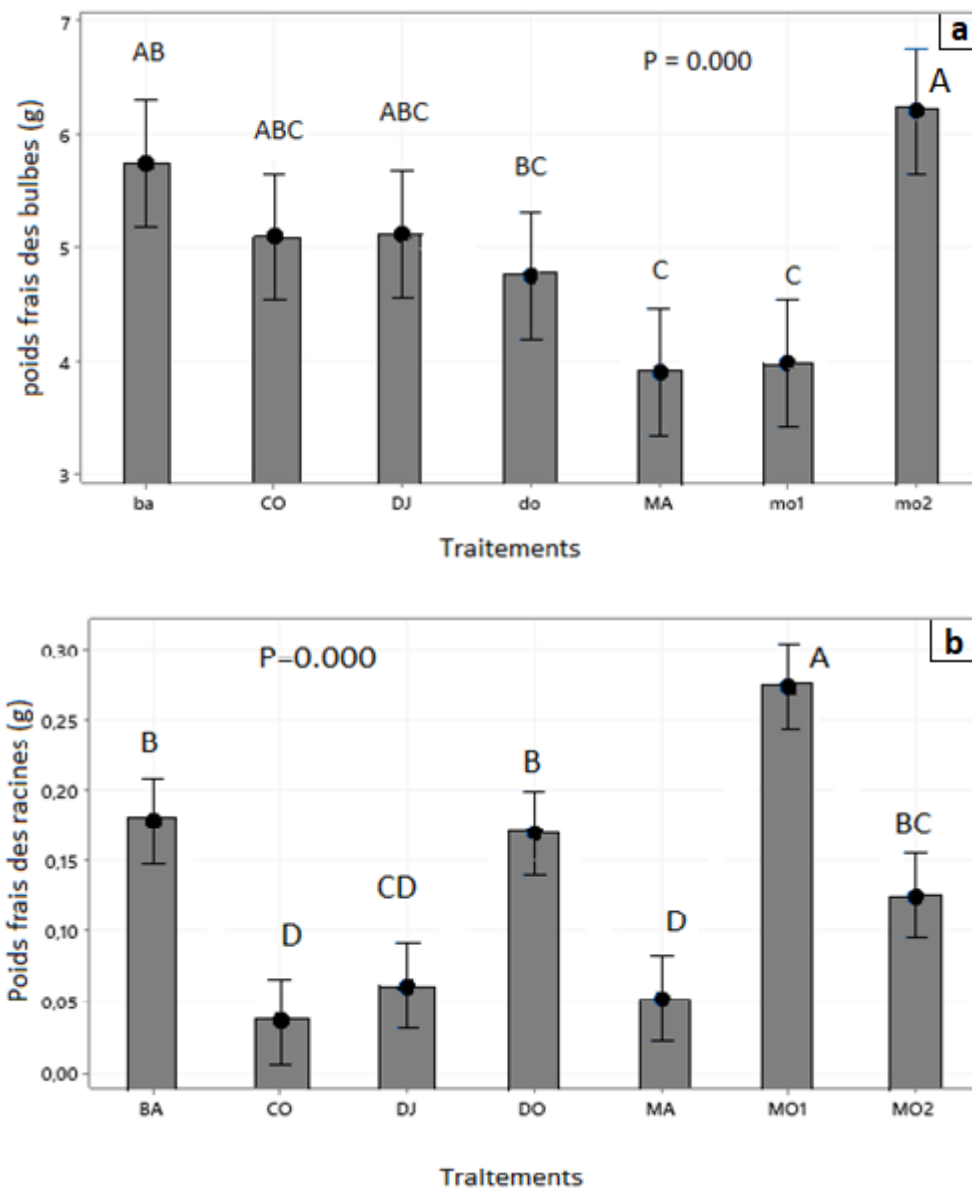 7
a
AB
P = 0.000
A
ABC
ABC
6
BC
5
C
C
4
3
poids frais des bulbes (g)
ba CO DJ do MA mo1 mo2
Traitements
b
0,30
P=0.000
A
0,25
B
B
0,20
BC
0,15
CD
D
D
0,10
0,05
0,00
Poids frais des racines (g)
BA CO DJ DO MA MO1 MO2
Traltements